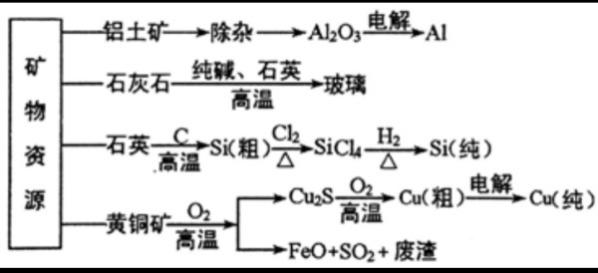 矿物资源
铝土矿→除杂→Al₂O₃ 电解→Al
石灰石 纯碱、石英 高温→玻璃
石英 C 高温→Si(粗) Cl₂ △→SiCl₄ H₂ △→Si(纯)
黄铜矿 O₂ 高温→Cu₂S O₂ 高温→Cu(粗) 电解→Cu(纯)
→FeO+SO₂+废渣